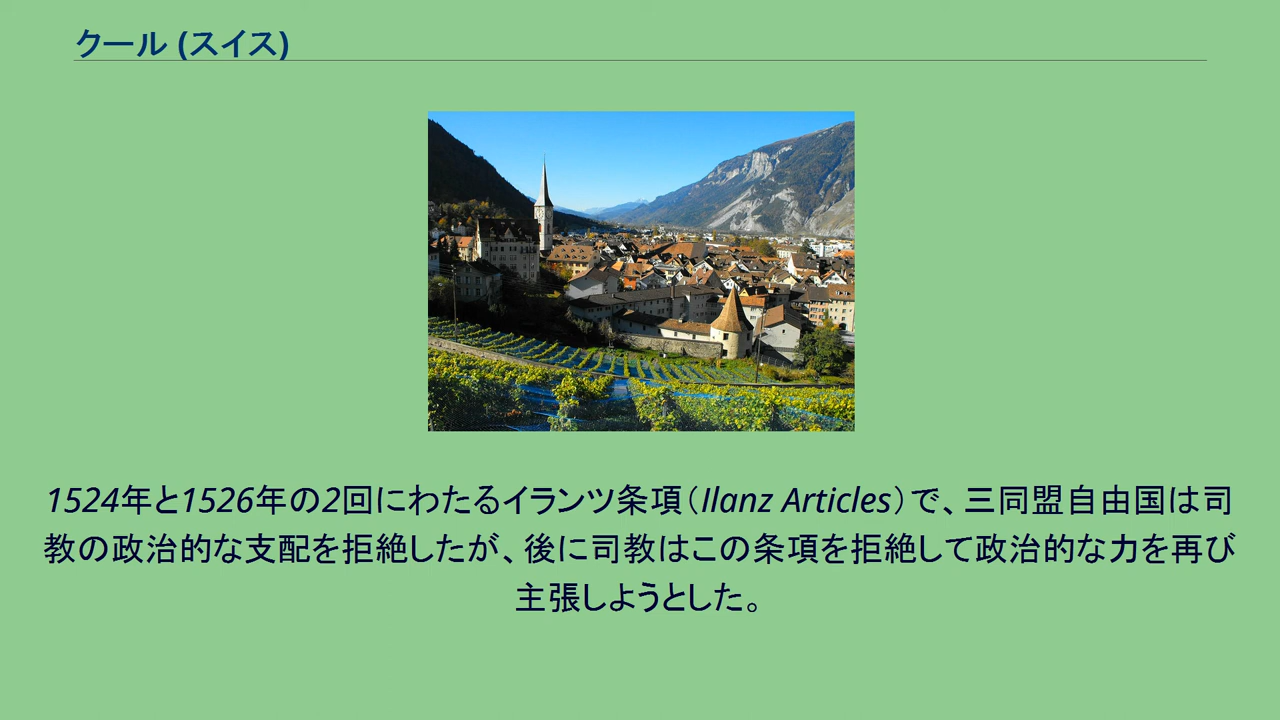 クール (スイス)
1524年と1526年の2回にわたるイランツ条項（Ilanz Articles）で、三同盟自由国は司
教の政治的な支配を拒絶したが、後に司教はこの条項を拒絶して政治的な力を再び
主張しようとした。